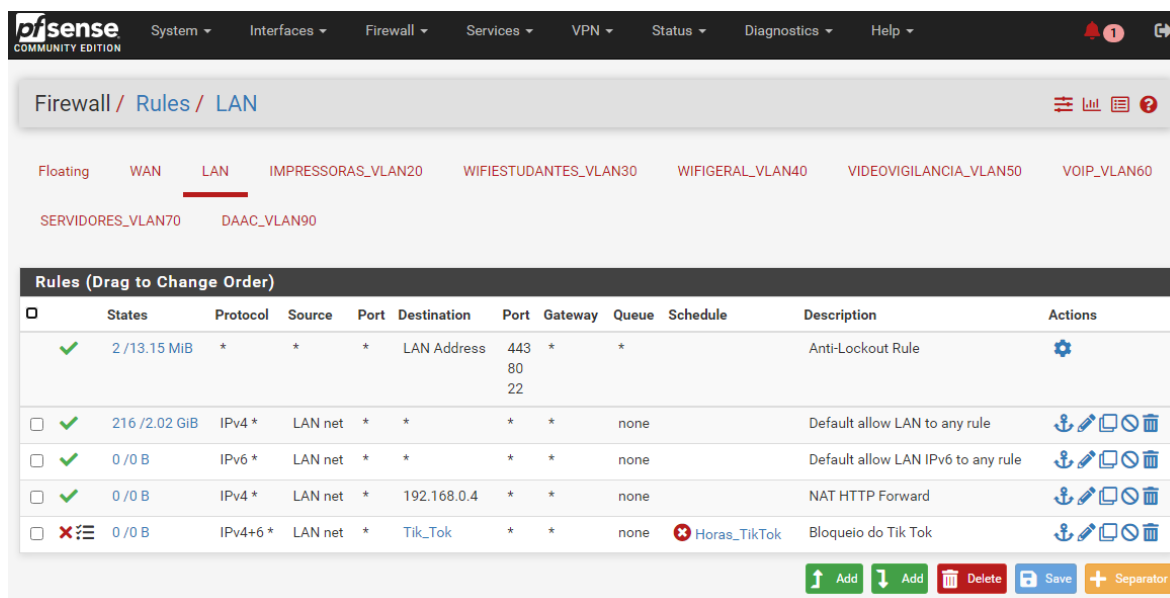 pfsense
COMMUNITY EDITION
System Interfaces Firewall Services VPN Status Diagnostics Help 1
Firewall / Rules / LAN
Floating WAN LAN IMPRESSORAS_VLAN20 WIFIESTUDANTES_VLAN30 WIFIGERAL_VLAN40 VIDEOVIGILANCIA_VLAN50 VOIP_VLAN60
SERVIDORES_VLAN70 DAAC_VLAN90
Rules (Drag to Change Order)
States Protocol Source Port Destination Port Gateway Queue Schedule Description Actions
2 /13.15 MiB * * * LAN Address 443 * * Anti-Lockout Rule
80
22
216 /2.02 GiB IPv4 * LAN net * * * * none Default allow LAN to any rule
0 /0 B IPv6 * LAN net * * * * none Default allow LAN IPv6 to any rule
0 /0 B IPv4 * LAN net * 192.168.0.4 * * none NAT HTTP Forward
0 /0 B IPv4+6 * LAN net * Tik_Tok * * none Horas_TikTok Bloqueio do Tik Tok
Add Add Delete Save Separator